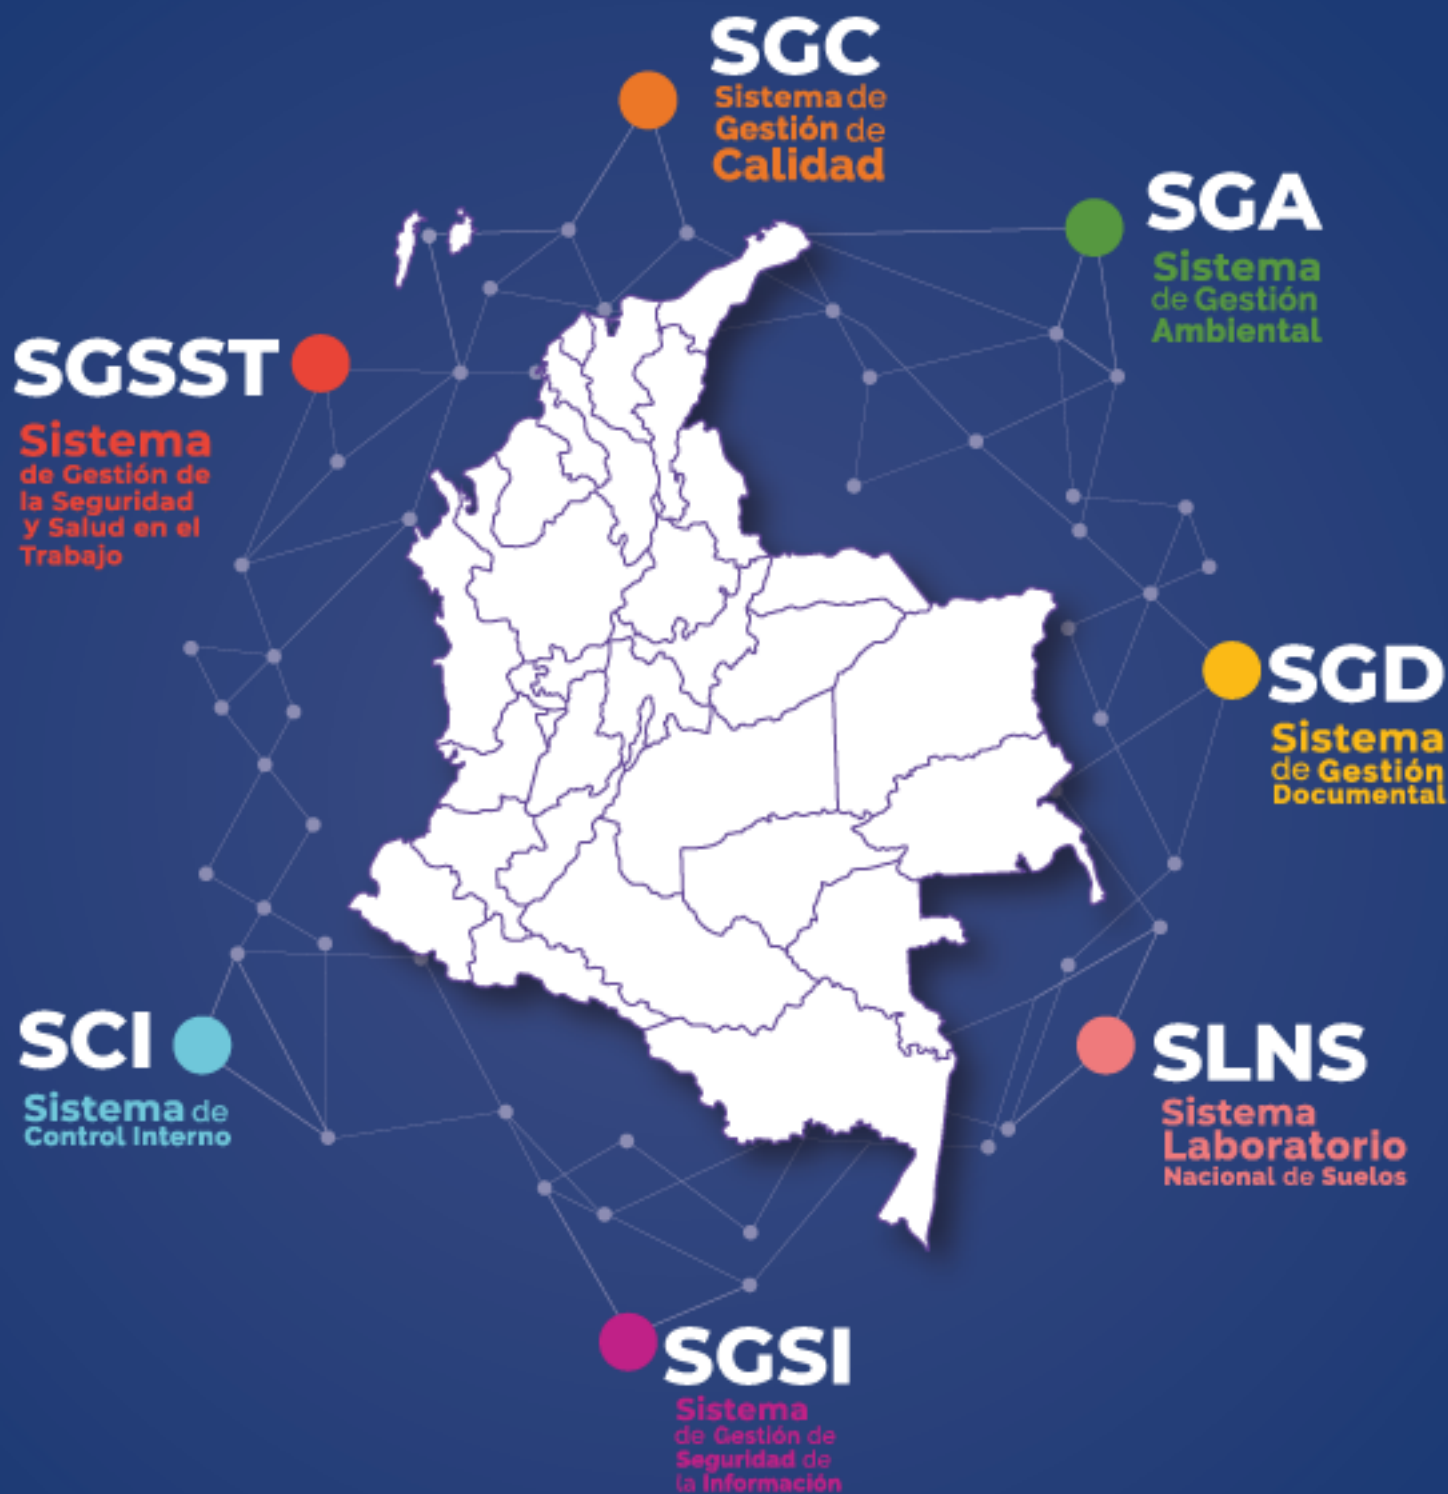 SGC
Sistema de
Gestión de
Calidad
SGA
Sistema
de Gestión
Ambiental
SGSST
Sistema
de Gestión de
la Seguridad
y Salud en el
Trabajo
SGD
Sistema
de Gestión
Documental
SCI
Sistema de
Control Interno
SLNS
Sistema
Laboratorio
Nacional de Suelos
SGSI
Sistema
de Gestión de
Seguridad de
la Información